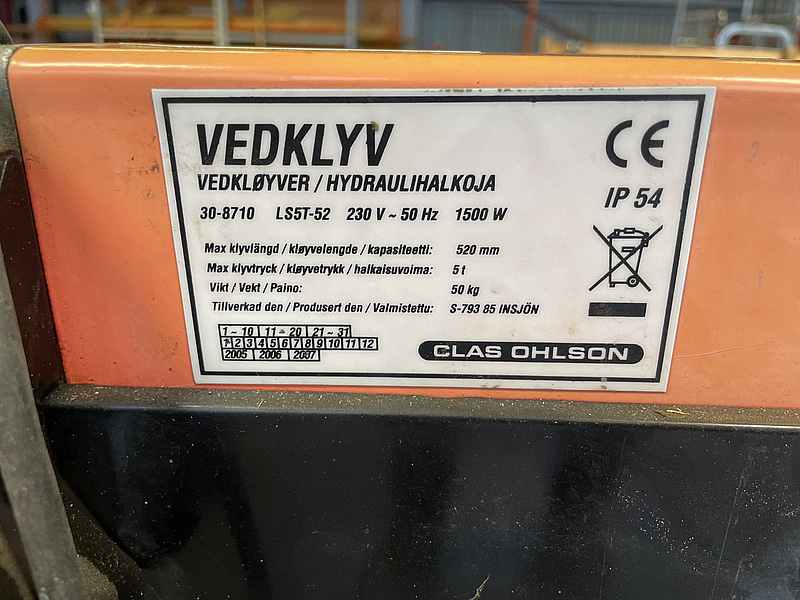 VEDKLYV
VEDKLØYVER / HYDRAULIHALKOJA
30-8710 LS5T-52 230 V ~ 50 Hz 1500 W
CE
IP 54
Max klyvlängd / kløyvelengde / kapasiteetti: 520 mm
Max klyvtryck / kløyvetrykk / halkaisuvoima: 5 t
Vikt / Vekt / Paino: 50 kg
Tillverkad den / Produsert den / Valmistettu: S-793 85 INSJÖN
1 ~ 10 11 ~ 20 21 ~ 31
1 2 3 4 5 6 7 8 9 10 11 12
2005 2006 2007
CLAS OHLSON